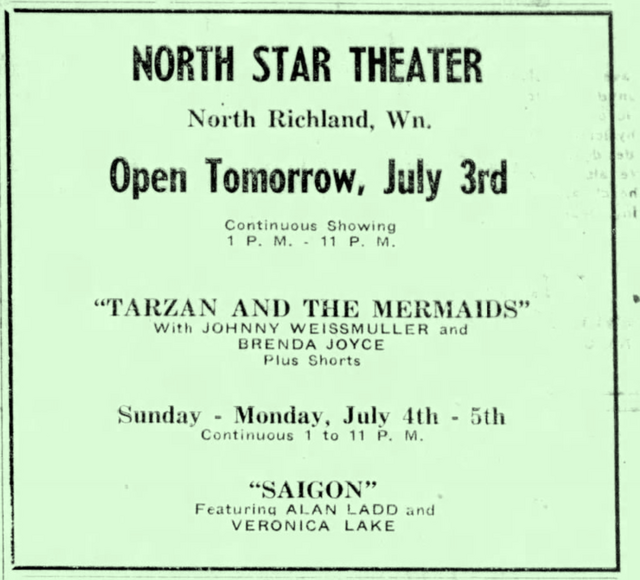 NORTH STAR THEATER
North Richland, Wn.
Open Tomorrow, July 3rd
Continuous Showing
1 P. M. - 11 P. M.
"TARZAN AND THE MERMAIDS"
With JOHNNY WEISSMULLER and
BRENDA JOYCE
Plus Shorts
Sunday - Monday, July 4th - 5th
Continuous 1 to 11 P. M.
"SAIGON"
Featuring ALAN LADD and
VERONICA LAKE